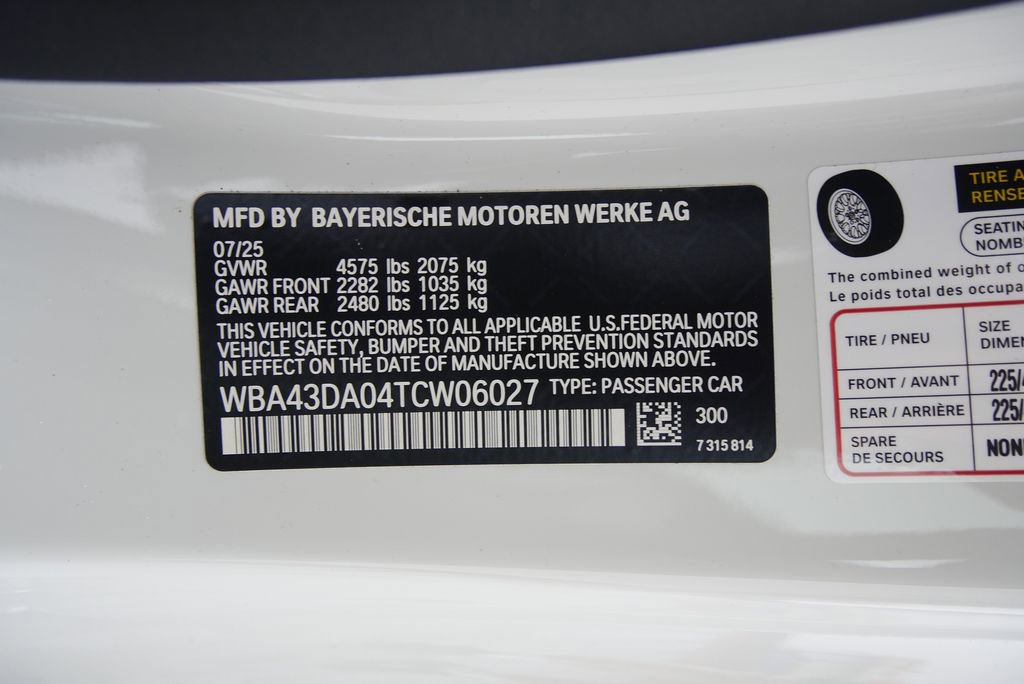 MFD BY BAYERISCHE MOTOREN WERKE AG
07/25
GVWR 4575 lbs 2075 kg
GAWR FRONT 2282 lbs 1035 kg
GAWR REAR 2480 lbs 1125 kg
THIS VEHICLE CONFORMS TO ALL APPLICABLE U.S.FEDERAL MOTOR
VEHICLE SAFETY, BUMPER AND THEFT PREVENTION STANDARDS
IN EFFECT ON THE DATE OF MANUFACTURE SHOWN ABOVE.
WBA43DA04TCW06027 TYPE: PASSENGER CAR
300
7 315 814
TIRE A
RENSE
SEATIN
NOMB
The combined weight of o
Le poids total des occupa
TIRE / PNEU
SIZE
DIMEN
FRONT / AVANT 225/4
REAR / ARRIÈRE 225/
SPARE
DE SECOURS
NON